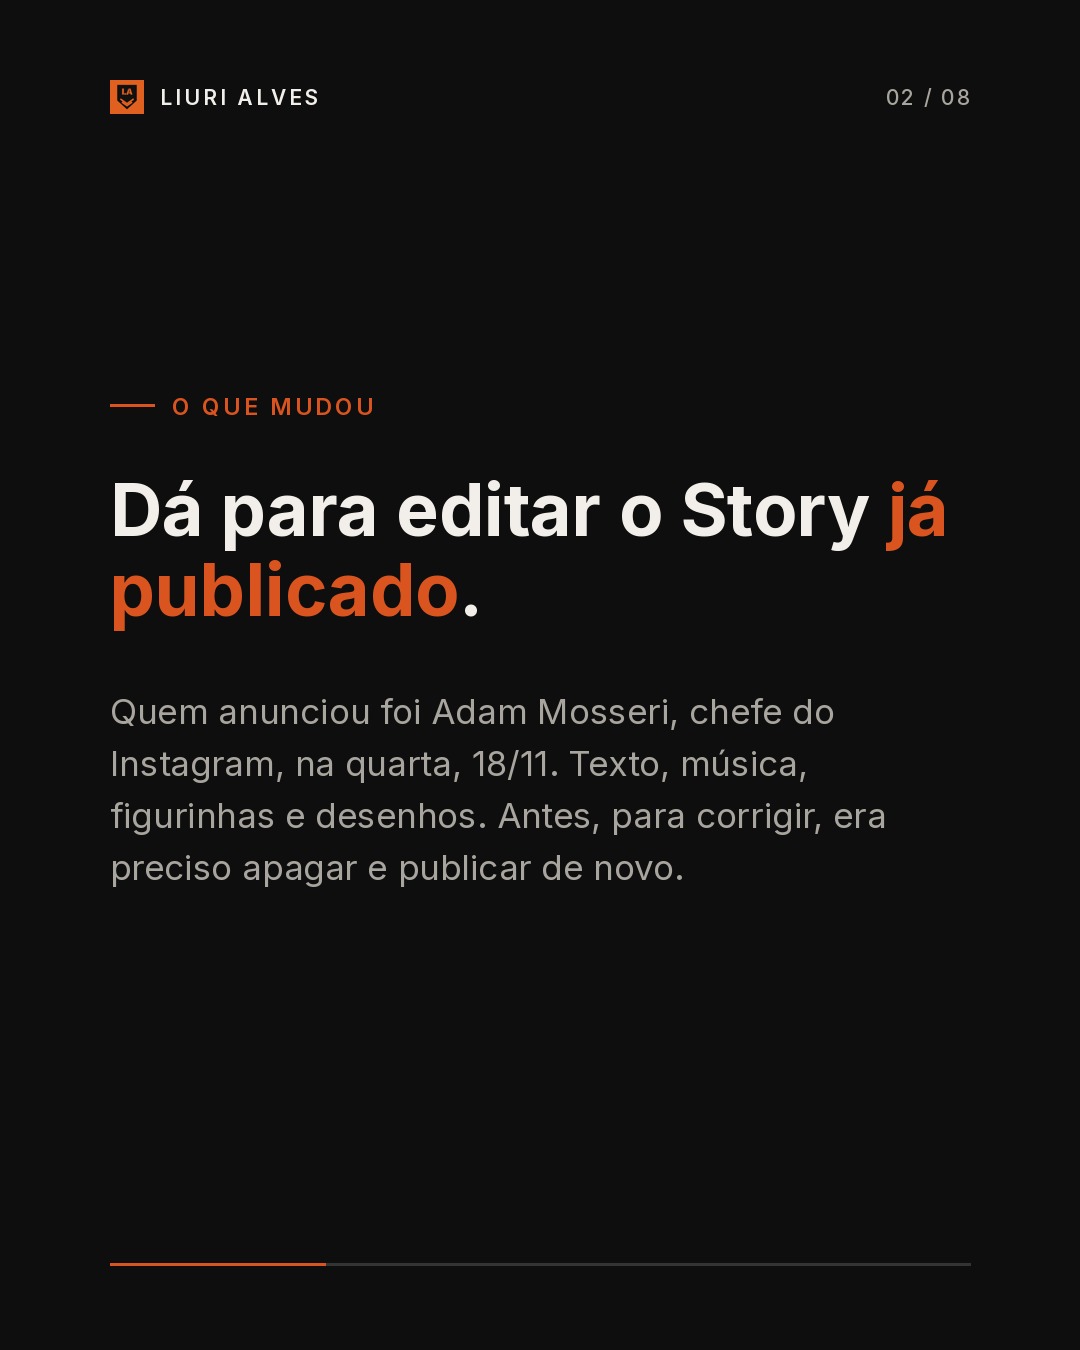 LA
LIURI ALVES
02 / 08
O QUE MUDOU
Dá para editar o Story já
publicado.
Quem anunciou foi Adam Mosseri, chefe do
Instagram, na quarta, 18/11. Texto, música,
figurinhas e desenhos. Antes, para corrigir, era
preciso apagar e publicar de novo.